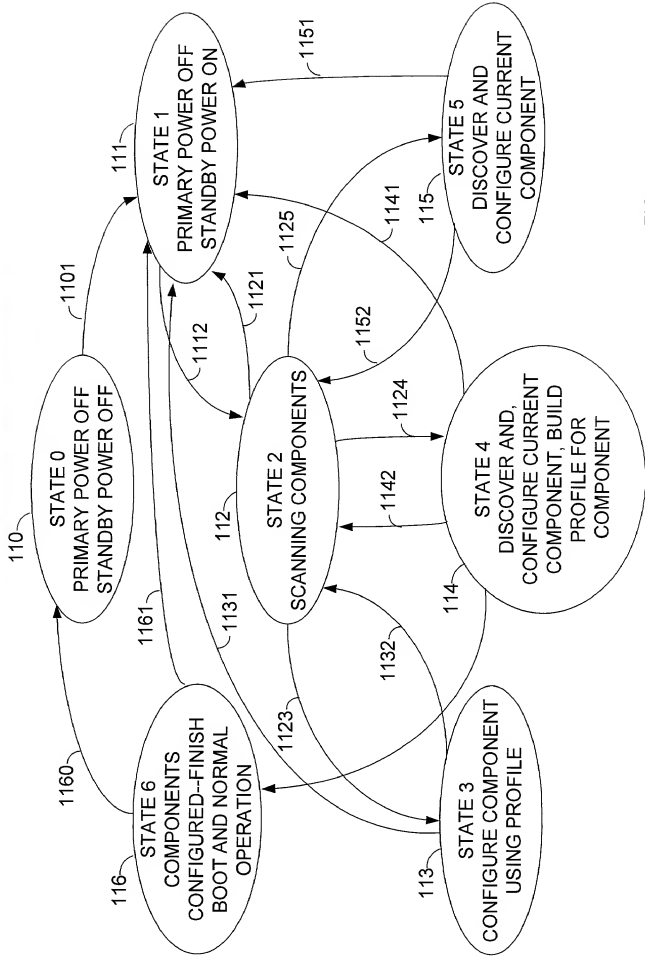 110
STATE 0
PRIMARY POWER OFF
STANDBY POWER OFF
1101
111
STATE 1
PRIMARY POWER OFF
STANDBY POWER ON
1160
1161
116
STATE 6
COMPONENTS
CONFIGURED--FINISH
BOOT AND NORMAL
OPERATION
1131
1112
1121
112
STATE 2
SCANNING COMPONENTS
1123
1132
1142
1124
1152
1125
1141
1151
113
STATE 3
CONFIGURE COMPONENT
USING PROFILE
114
STATE 4
DISCOVER AND,
CONFIGURE CURRENT
COMPONENT, BUILD
PROFILE FOR
COMPONENT
115
STATE 5
DISCOVER AND
CONFIGURE CURRENT
COMPONENT